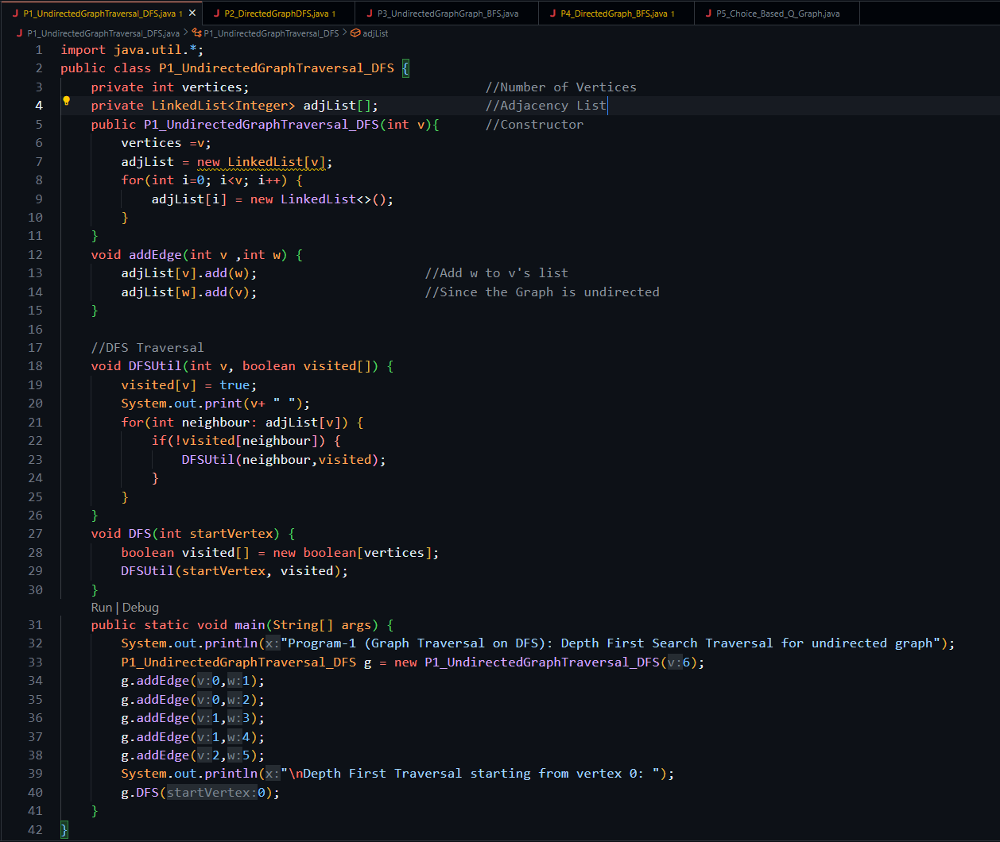 P1_UndirectedGraphTraversal_DFS.java 1 P2_DirectedGraphDFS.java 1 P3_UndirectedGraphGraph_BFS.java P4_DirectedGraph_BFS.java 1 P5_Choice_Based_Q_Graph.java
P1_UndirectedGraphTraversal_DFS.java > P1_UndirectedGraphTraversal_DFS > adjList
1 import java.util.*;
2 public class P1_UndirectedGraphTraversal_DFS {
3     private int vertices;                               //Number of Vertices
4     private LinkedList<Integer> adjList[];              //Adjacency List
5     public P1_UndirectedGraphTraversal_DFS(int v){      //Constructor
6         vertices =v;
7         adjList = new LinkedList[v];
8         for(int i=0; i<v; i++) {
9             adjList[i] = new LinkedList<>();
10         }
11     }
12     void addEdge(int v ,int w) {
13         adjList[v].add(w);                      //Add w to v's list
14         adjList[w].add(v);                      //Since the Graph is undirected
15     }
16
17     //DFS Traversal
18     void DFSUtil(int v, boolean visited[]) {
19         visited[v] = true;
20         System.out.print(v+ " ");
21         for(int neighbour: adjList[v]) {
22             if(!visited[neighbour]) {
23                 DFSUtil(neighbour,visited);
24             }
25         }
26     }
27     void DFS(int startVertex) {
28         boolean visited[] = new boolean[vertices];
29         DFSUtil(startVertex, visited);
30     }
Run | Debug
31     public static void main(String[] args) {
32         System.out.println(x:"Program-1 (Graph Traversal on DFS): Depth First Search Traversal for undirected graph");
33         P1_UndirectedGraphTraversal_DFS g = new P1_UndirectedGraphTraversal_DFS(v:6);
34         g.addEdge(v:0,w:1);
35         g.addEdge(v:0,w:2);
36         g.addEdge(v:1,w:3);
37         g.addEdge(v:1,w:4);
38         g.addEdge(v:2,w:5);
39         System.out.println(x:"\nDepth First Traversal starting from vertex 0: ");
40         g.DFS(startVertex:0);
41     }
42 }